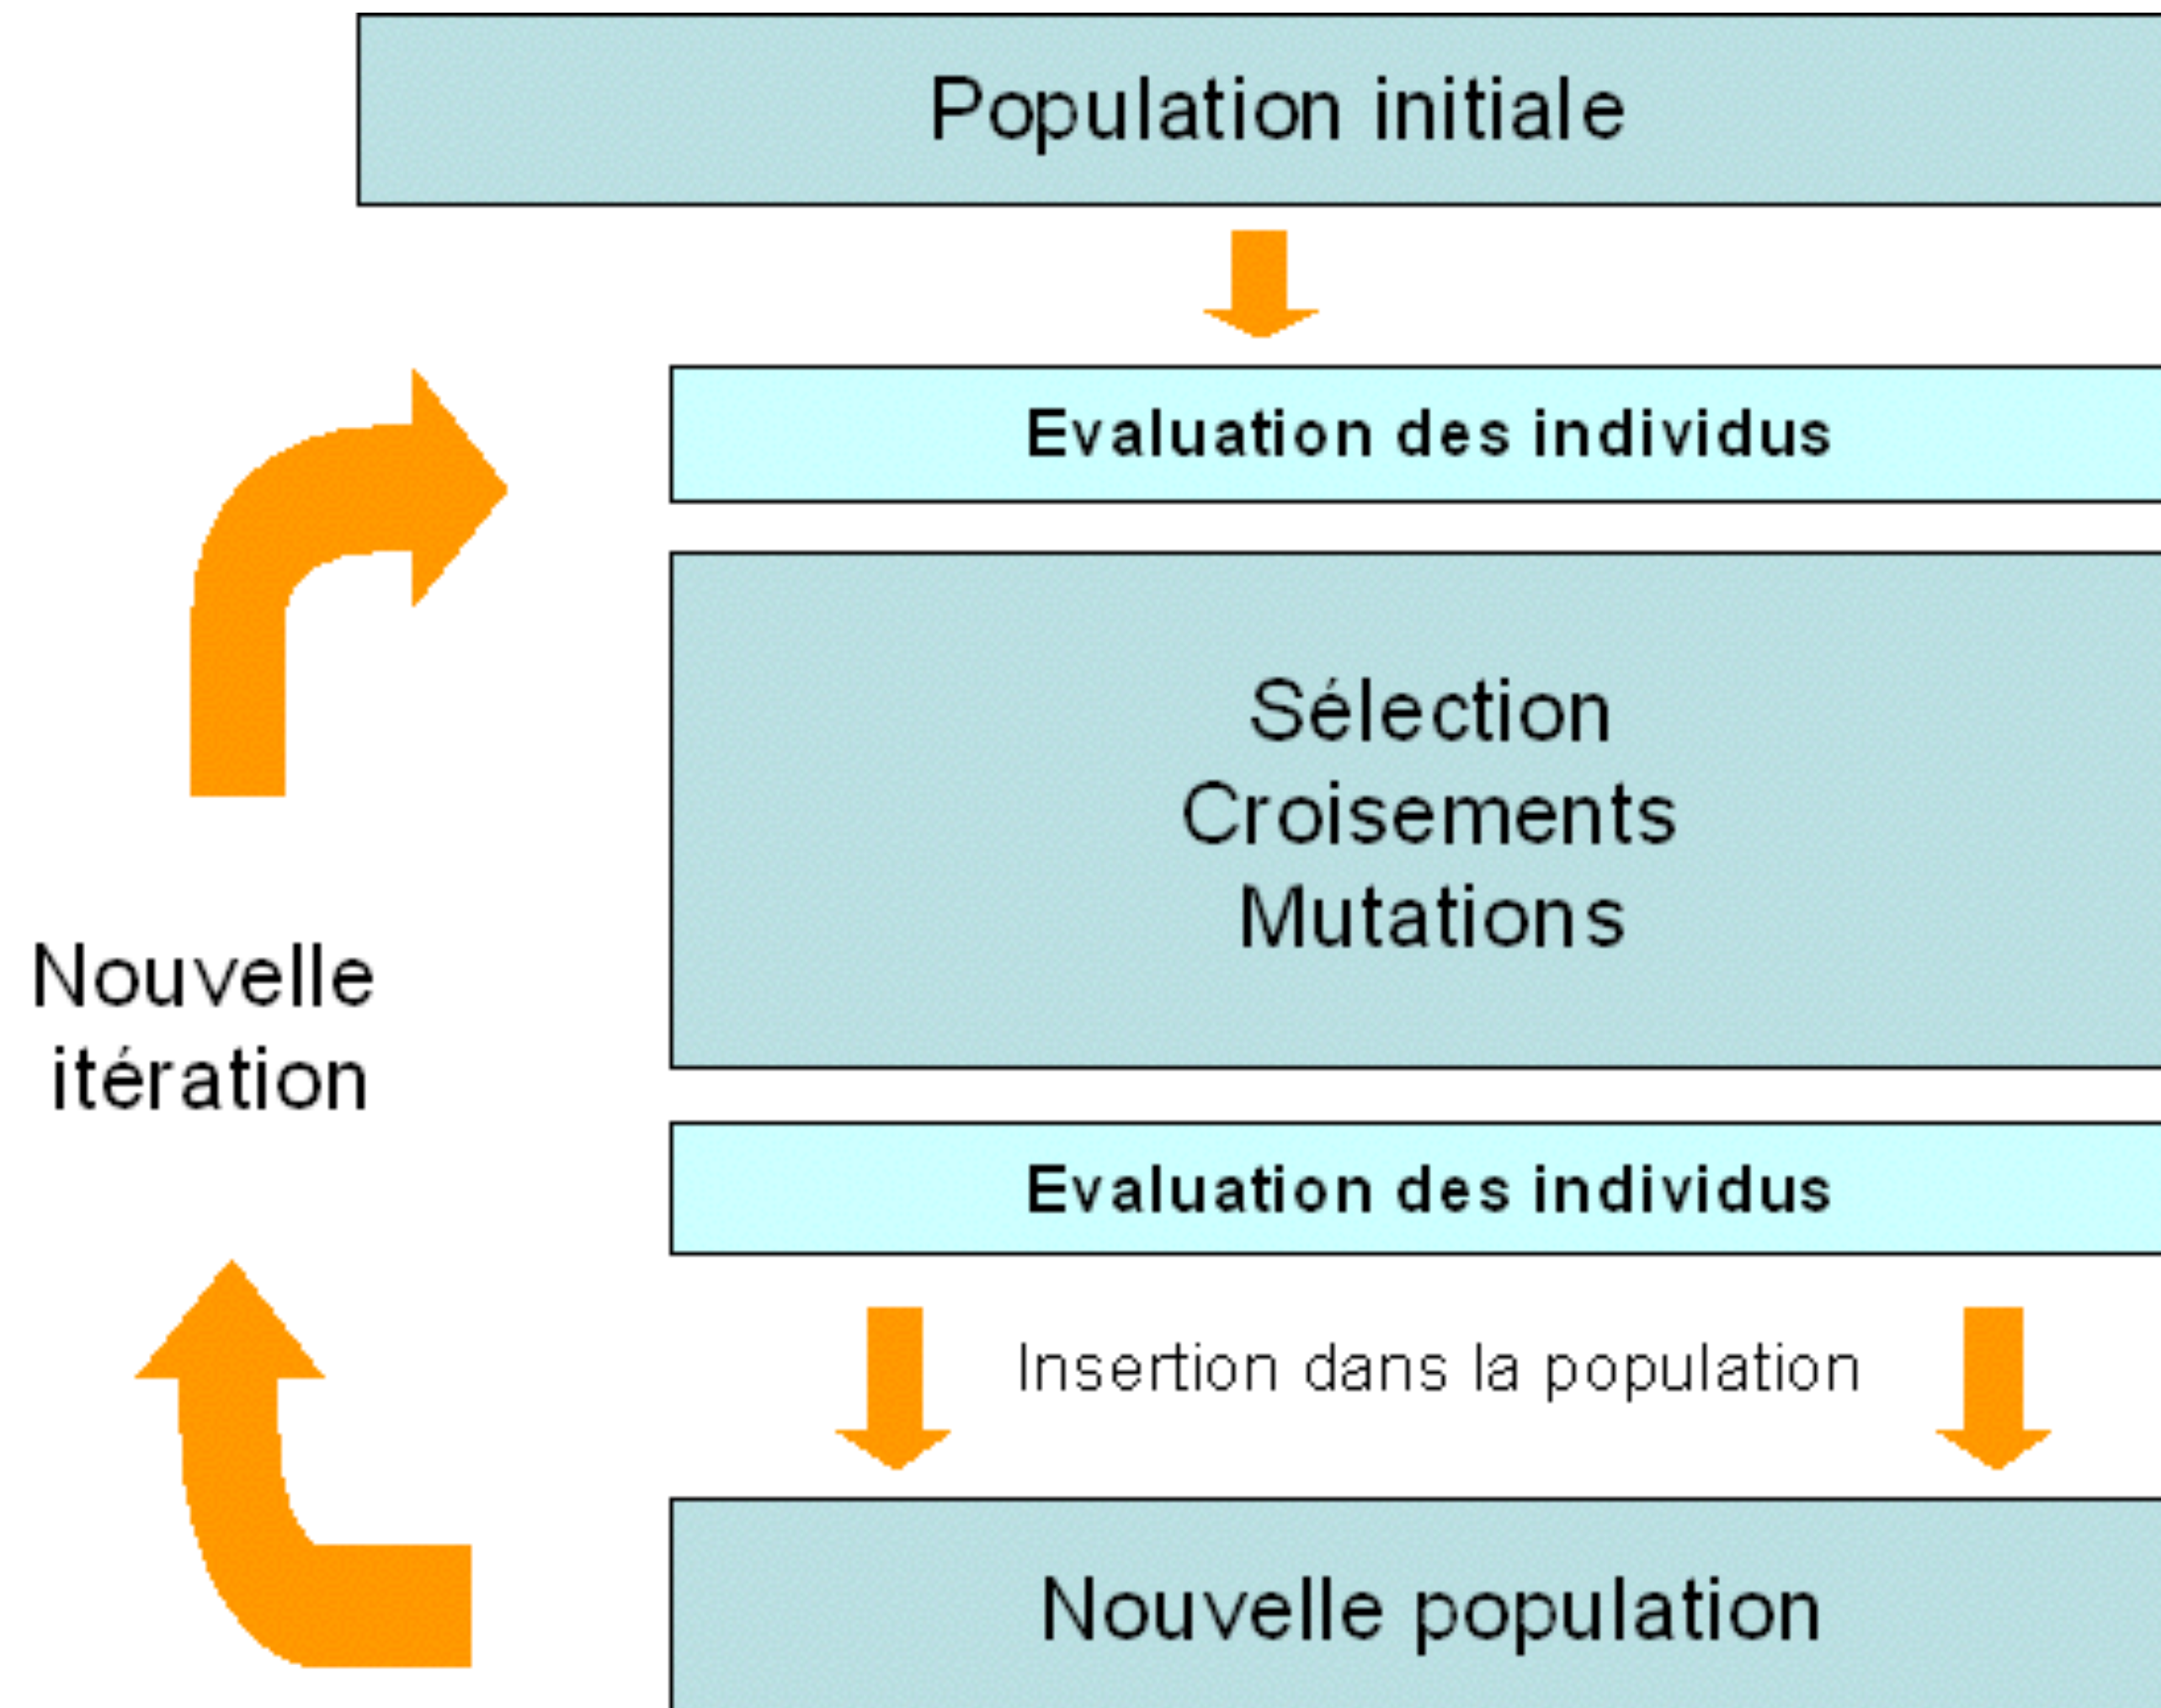 Population initiale
Evaluation des individus
Sélection
Croisements
Mutations
Nouvelle
itération
Evaluation des individus
Insertion dans la population
Nouvelle population